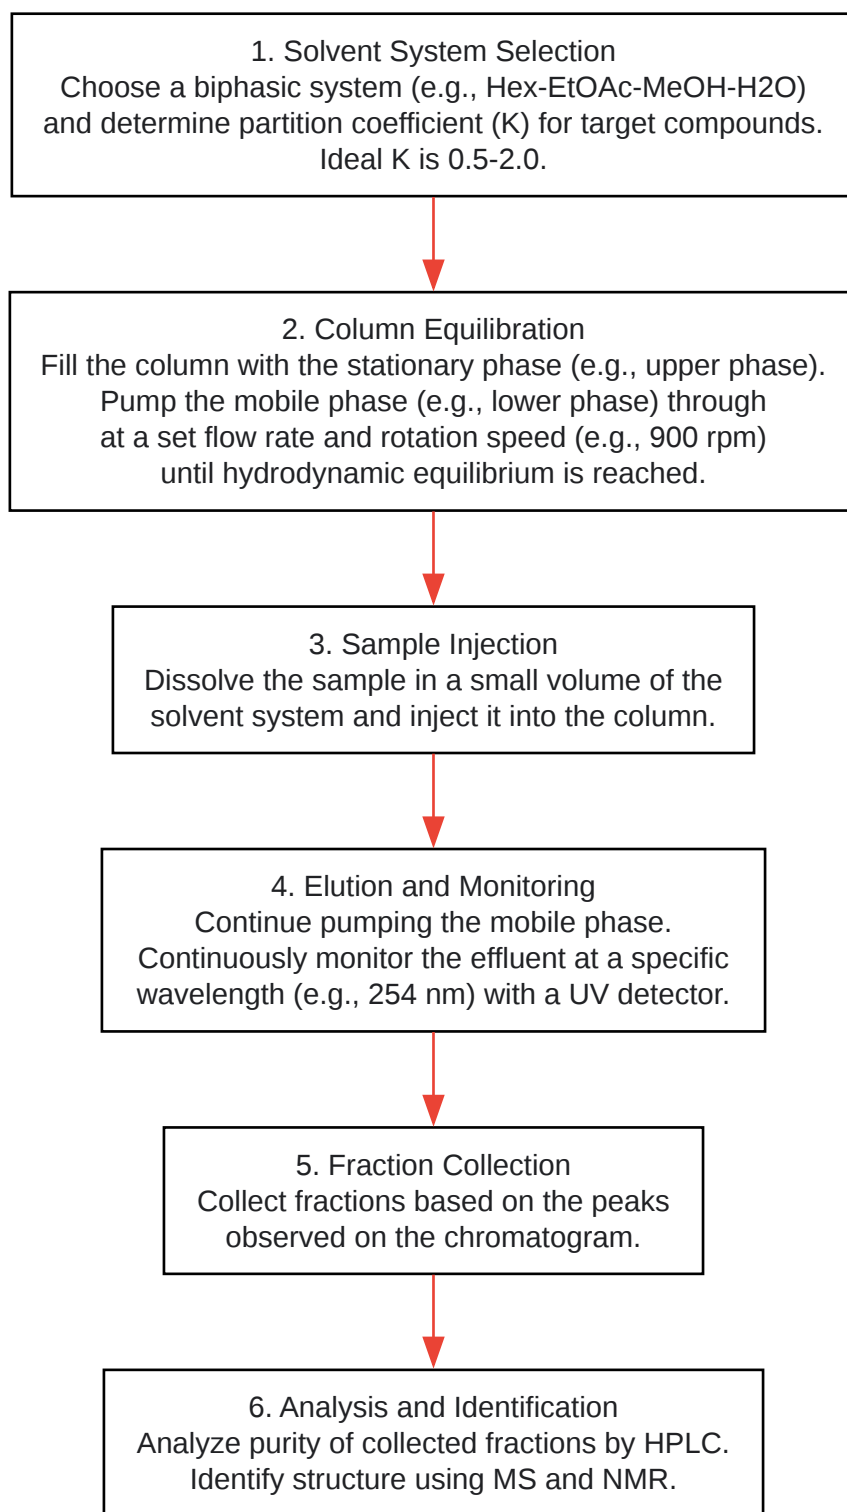 1. Solvent System Selection
Choose a biphasic system (e.g., Hex-EtOAc-MeOH-H2O)
and determine partition coefficient (K) for target compounds.
Ideal K is 0.5-2.0.
2. Column Equilibration
Fill the column with the stationary phase (e.g., upper phase).
Pump the mobile phase (e.g., lower phase) through
at a set flow rate and rotation speed (e.g., 900 rpm)
until hydrodynamic equilibrium is reached.
3. Sample Injection
Dissolve the sample in a small volume of the
solvent system and inject it into the column.
4. Elution and Monitoring
Continue pumping the mobile phase.
Continuously monitor the effluent at a specific
wavelength (e.g., 254 nm) with a UV detector.
5. Fraction Collection
Collect fractions based on the peaks
observed on the chromatogram.
6. Analysis and Identification
Analyze purity of collected fractions by HPLC.
Identify structure using MS and NMR.